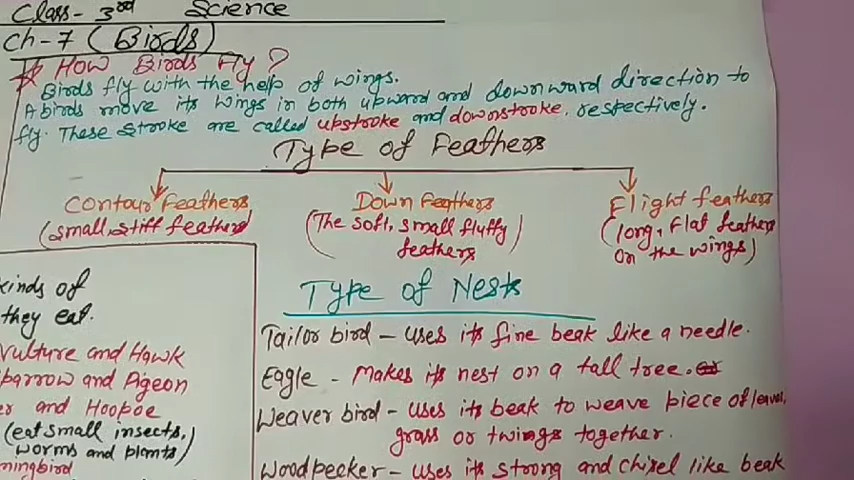 Class- 3rd Science
Ch-7 (Birds)
How Birds Fly?
Birds fly with the help of wings.
A birds move its wings in both upward and downward direction to
fly. These stroke are called upstroke and downstroke, respectively.
Type of Feathers
Contour Feathers
(small, stiff feathers)
Down Feathers
(The soft, small fluffy
feathers)
Flight feathers
(long, flat feathers
on the wings)
kinds of
they eat.
vulture and Hawk
sparrow and Pigeon
and Hoopoe
(eat small insects,
worms and plants)
Type of Nests
Tailor bird - uses its fine beak like a needle.
Eagle - Makes its nest on a tall tree.
Weaver bird - uses its beak to weave piece of leaves,
grass or twings together.
Woodpecker - uses its strong and chisel like beak